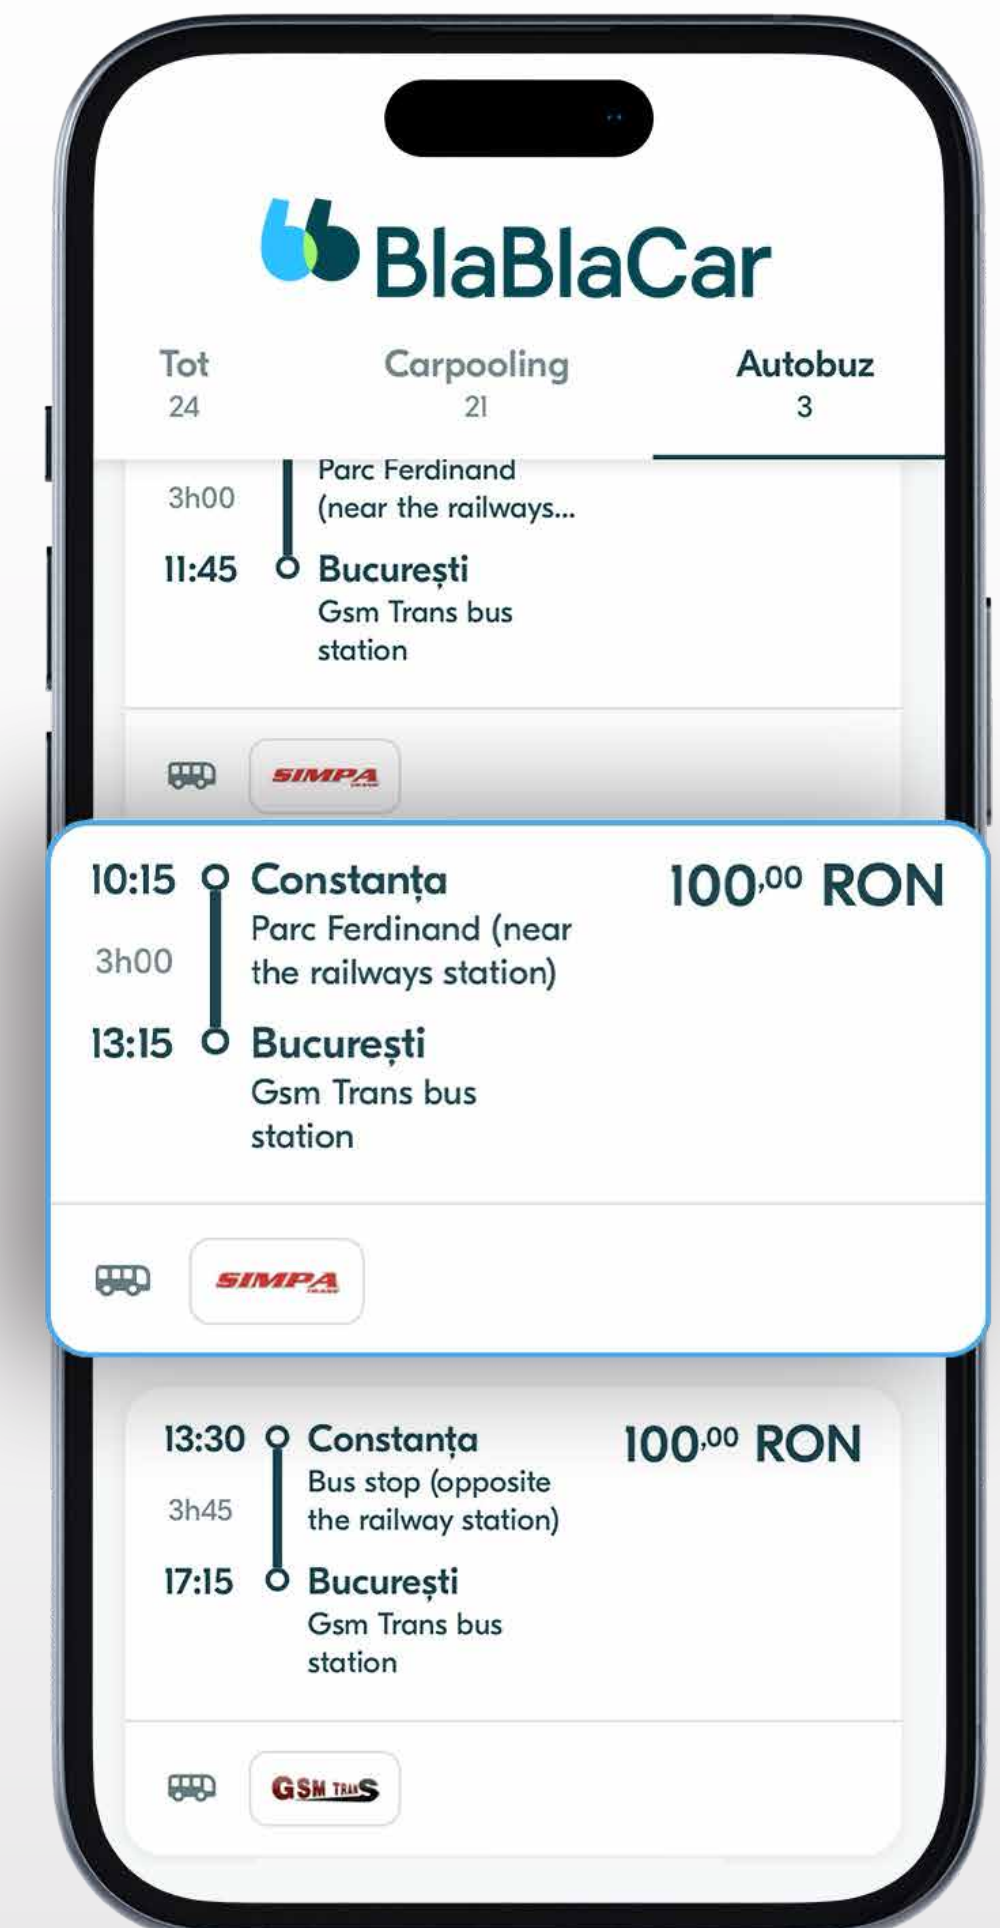 BlaBlaCar
Tot Carpooling Autobuz
24 21 3
Parc Ferdinand
3h00 (near the railways...
11:45 București
Gsm Trans bus
station
SIMPA
TRANS
10:15 Constanța 100,00 RON
Parc Ferdinand (near
3h00 the railways station)
13:15 București
Gsm Trans bus
station
SIMPA
TRANS
13:30 Constanța 100,00 RON
Bus stop (opposite
3h45 the railway station)
17:15 București
Gsm Trans bus
station
GSM TRANS